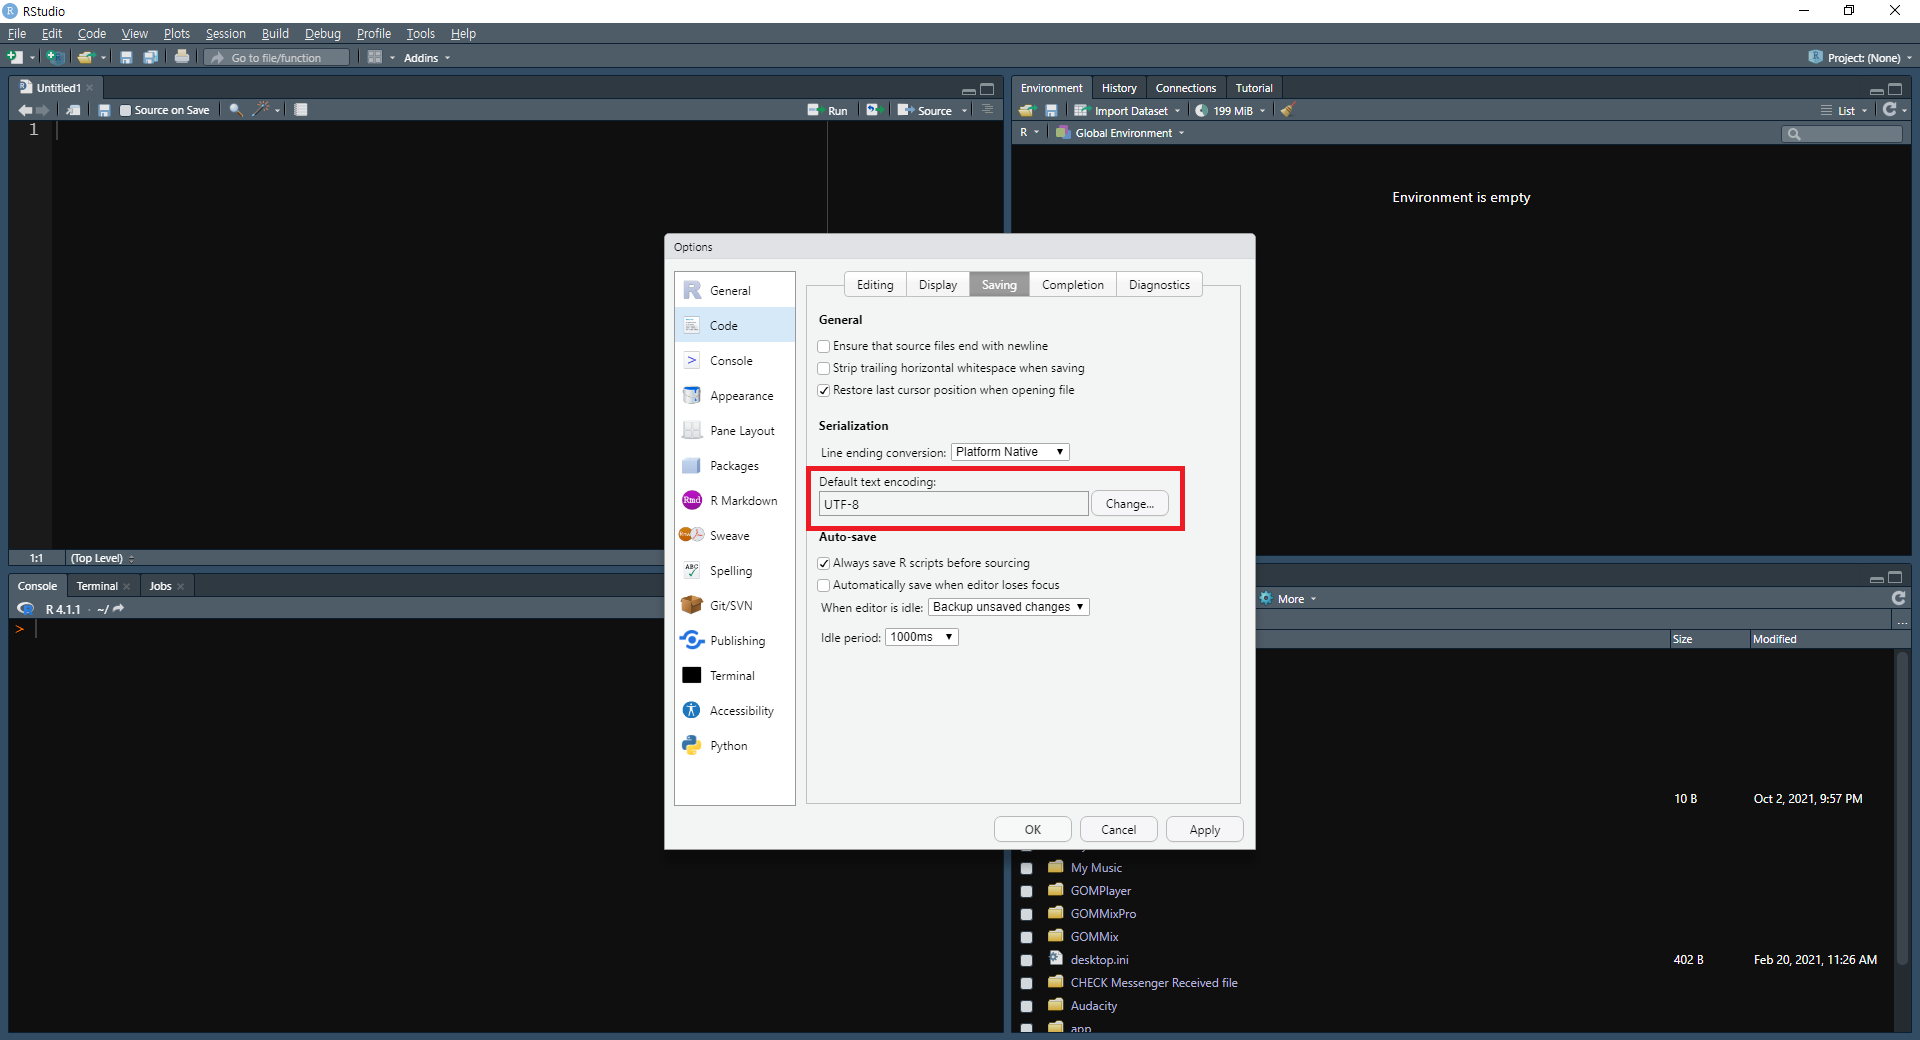 RStudio
File Edit Code View Plots Session Build Debug Profile Tools Help
Go to file/function Addins Project: (None)
Untitled1
Source on Save Run Source
1
1:1 (Top Level)
Console Terminal Jobs
R 4.1.1 · ~/
>
Environment History Connections Tutorial
Import Dataset 199 MiB List
R Global Environment
Environment is empty
Options
General
Code
Console
Appearance
Pane Layout
Packages
R Markdown
Sweave
Spelling
Git/SVN
Publishing
Terminal
Accessibility
Python
Editing Display Saving Completion Diagnostics
General
Ensure that source files end with newline
Strip trailing horizontal whitespace when saving
Restore last cursor position when opening file
Serialization
Line ending conversion: Platform Native
Default text encoding:
UTF-8 Change...
Auto-save
Always save R scripts before sourcing
Automatically save when editor loses focus
When editor is idle: Backup unsaved changes
Idle period: 1000ms
OK Cancel Apply
More
...
Size Modified
10 B Oct 2, 2021, 9:57 PM
My Music
GOMPlayer
GOMMixPro
GOMMix
desktop.ini 402 B Feb 20, 2021, 11:26 AM
CHECK Messenger Received file
Audacity
app